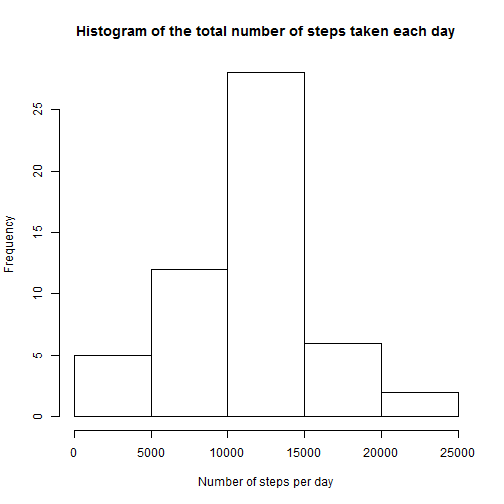 Histogram of the total number of steps taken each day
Frequency
25
20
15
10
5
0
0 5000 10000 15000 20000 25000
Number of steps per day